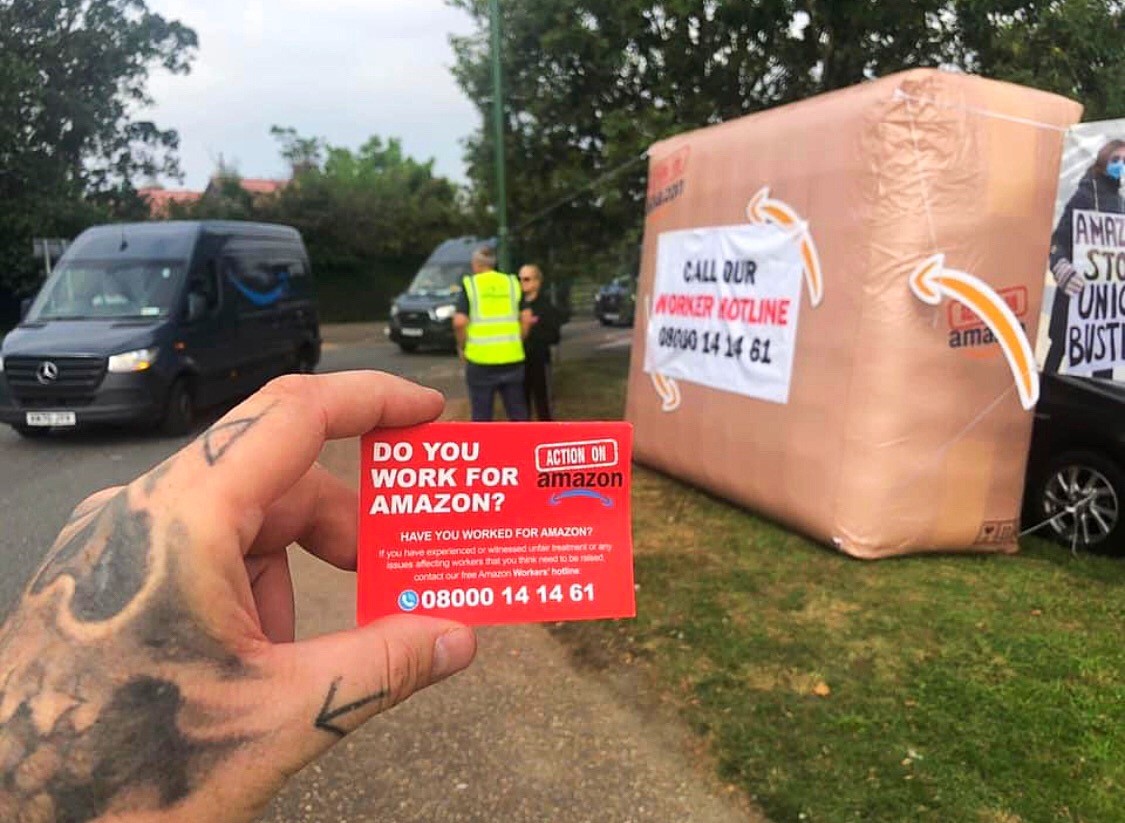 DO YOU
WORK FOR
AMAZON?
ACTION ON
amazon
HAVE YOU WORKED FOR AMAZON?
If you have experienced or witnessed unfair treatment or any
issues affecting workers that you think need to be raised,
contact our free Amazon Workers' hotline
08000 14 14 61
CALL OUR
WORKER HOTLINE
08000 14 14 61
ama
AMAZ
STO
UNIO
BUSTI